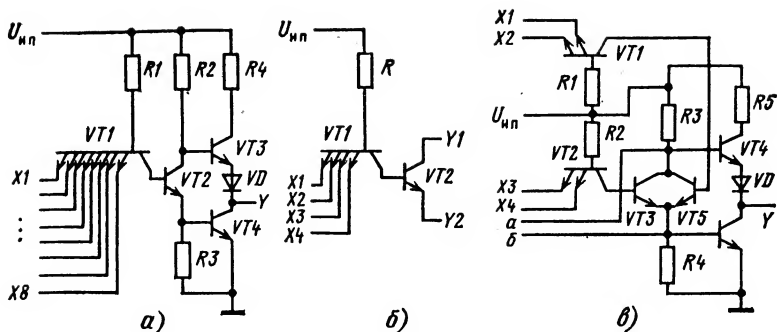 Uип
R1
R2
R4
VT1
VT3
VT2
VD
Y
VT4
R3
X1
X8
а)
Uип
R
VT1
X1
X2
X3
X4
Y1
VT2
Y2
б)
X1
X2
VT1
R1
Uип
R2
R3
R5
VT2
VT4
X3
X4
VD
а
б
VT3
VT5
Y
R4
в)